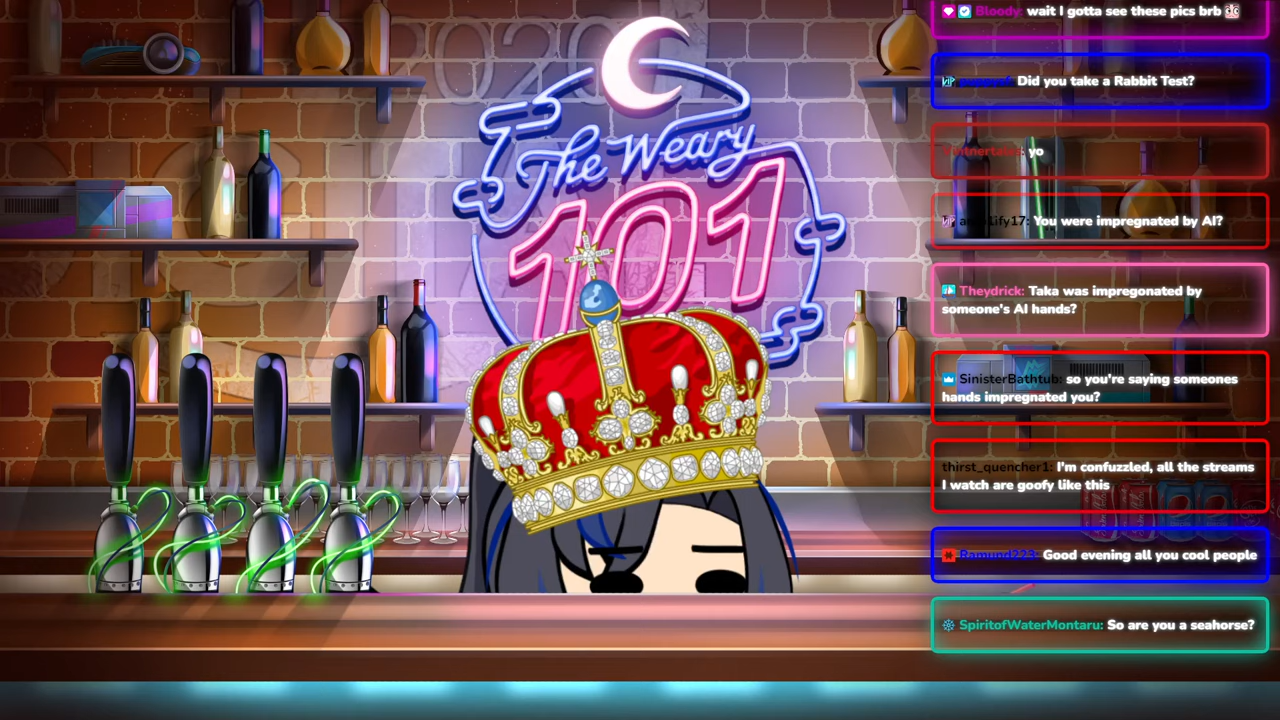 The Weary
101
Bloody: wait I gotta see these pics brb
Did you take a Rabbit Test?
yo
You were impregnated by AI?
Theydrick: Taka was impregonated by
someone's AI hands?
SinisterBathtub: so you're saying someones
hands impregnated you?
thirst_quencher1: I'm confuzzled, all the streams
I watch are goofy like this
Ramund223: Good evening all you cool people
SpiritofWaterMontaru: So are you a seahorse?